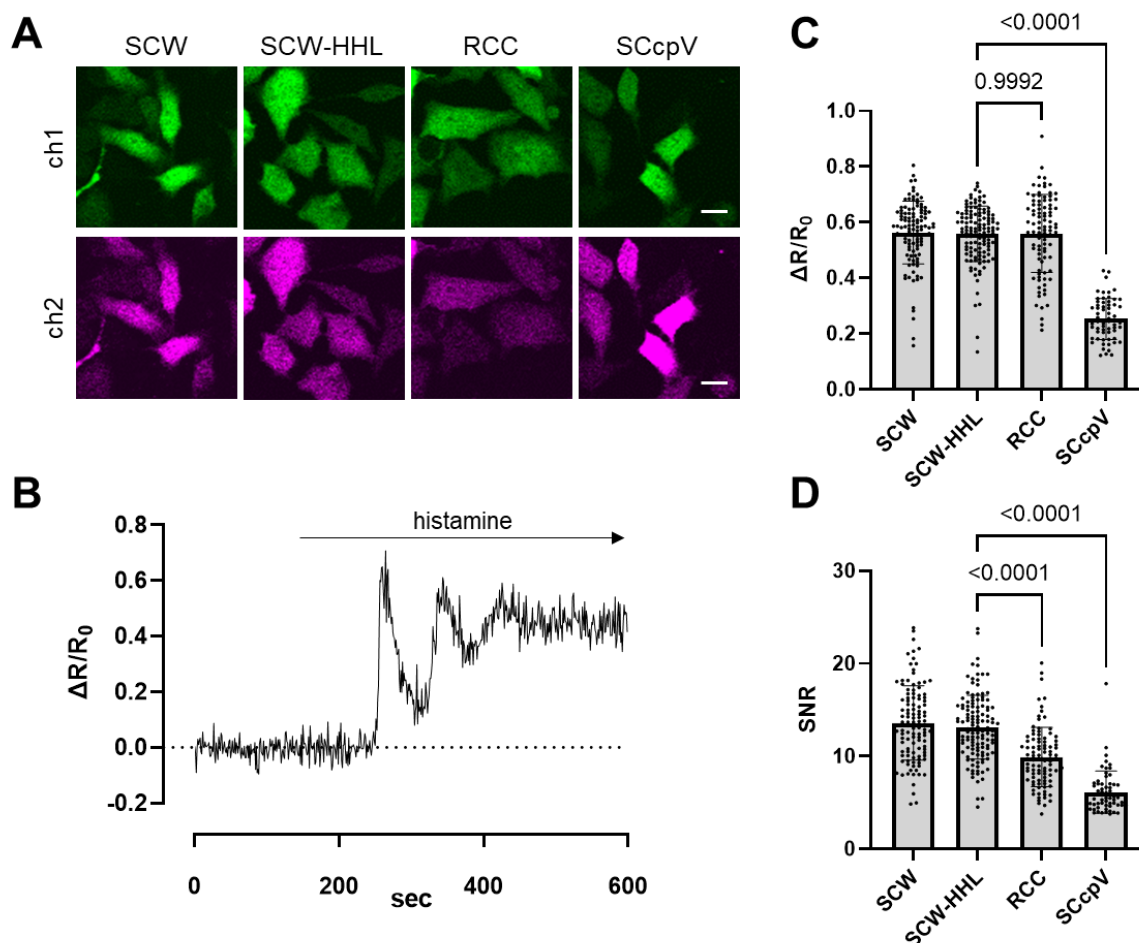 A
SCW SCW-HHL RCC SCcpV
ch1
ch2
B
histamine
ΔR/R0
0.8
0.6
0.4
0.2
0.0
-0.2
0 200 400 600
sec
C
<0.0001
0.9992
ΔR/R0
1.0
0.8
0.6
0.4
0.2
0.0
SCW SCW-HHL RCC SCcpV
D
<0.0001
<0.0001
SNR
30
20
10
0
SCW SCW-HHL RCC SCcpV